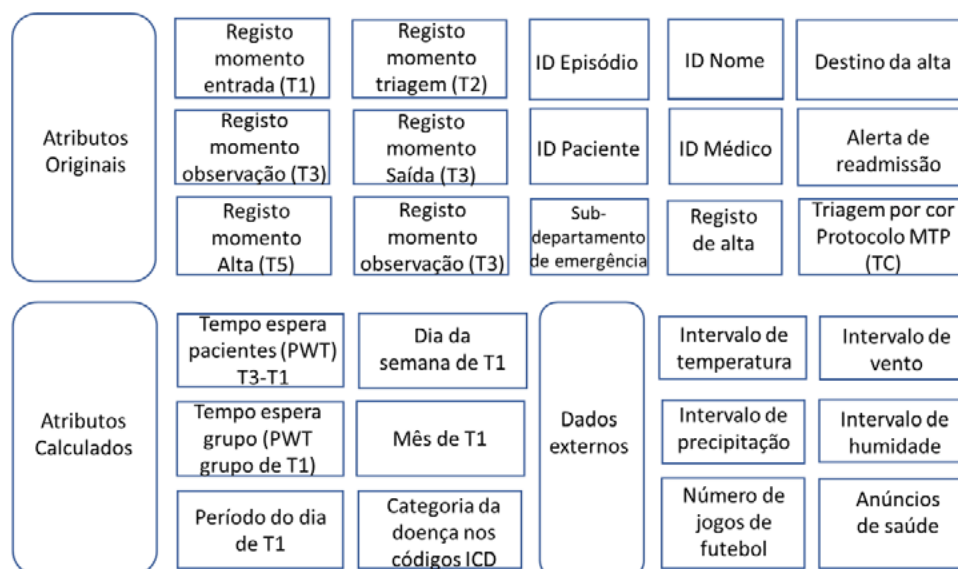 Atributos
Originais
Registo
momento
entrada (T1)
Registo
momento
triagem (T2)
ID Episódio
ID Nome
Destino da alta
Registo
momento
observação (T3)
Registo
momento
Saída (T3)
ID Paciente
ID Médico
Alerta de
readmissão
Registo
momento
Alta (T5)
Registo
momento
observação (T3)
Sub-
departamento
de emergência
Registo
de alta
Triagem por cor
Protocolo MTP
(TC)
Atributos
Calculados
Tempo espera
pacientes (PWT)
T3-T1
Dia da
semana de T1
Tempo espera
grupo (PWT
grupo de T1)
Mês de T1
Período do dia
de T1
Categoria da
doença nos
códigos ICD
Dados
externos
Intervalo de
temperatura
Intervalo de
vento
Intervalo de
precipitação
Intervalo de
humidade
Número de
jogos de
futebol
Anúncios
de saúde